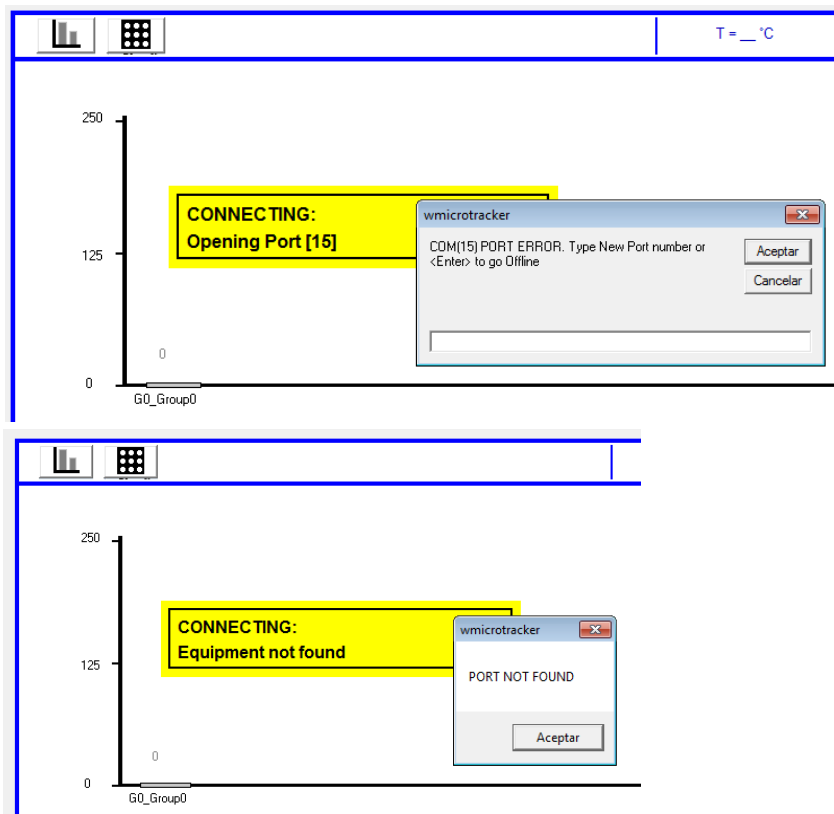 T = __ °C
250
CONNECTING:
Opening Port [15]
wmicrotracker
COM(15) PORT ERROR. Type New Port number or
<Enter> to go Offline
Aceptar
Cancelar
125
0
0
G0_Group0
250
CONNECTING:
Equipment not found
wmicrotracker
PORT NOT FOUND
Aceptar
125
0
0
G0_Group0